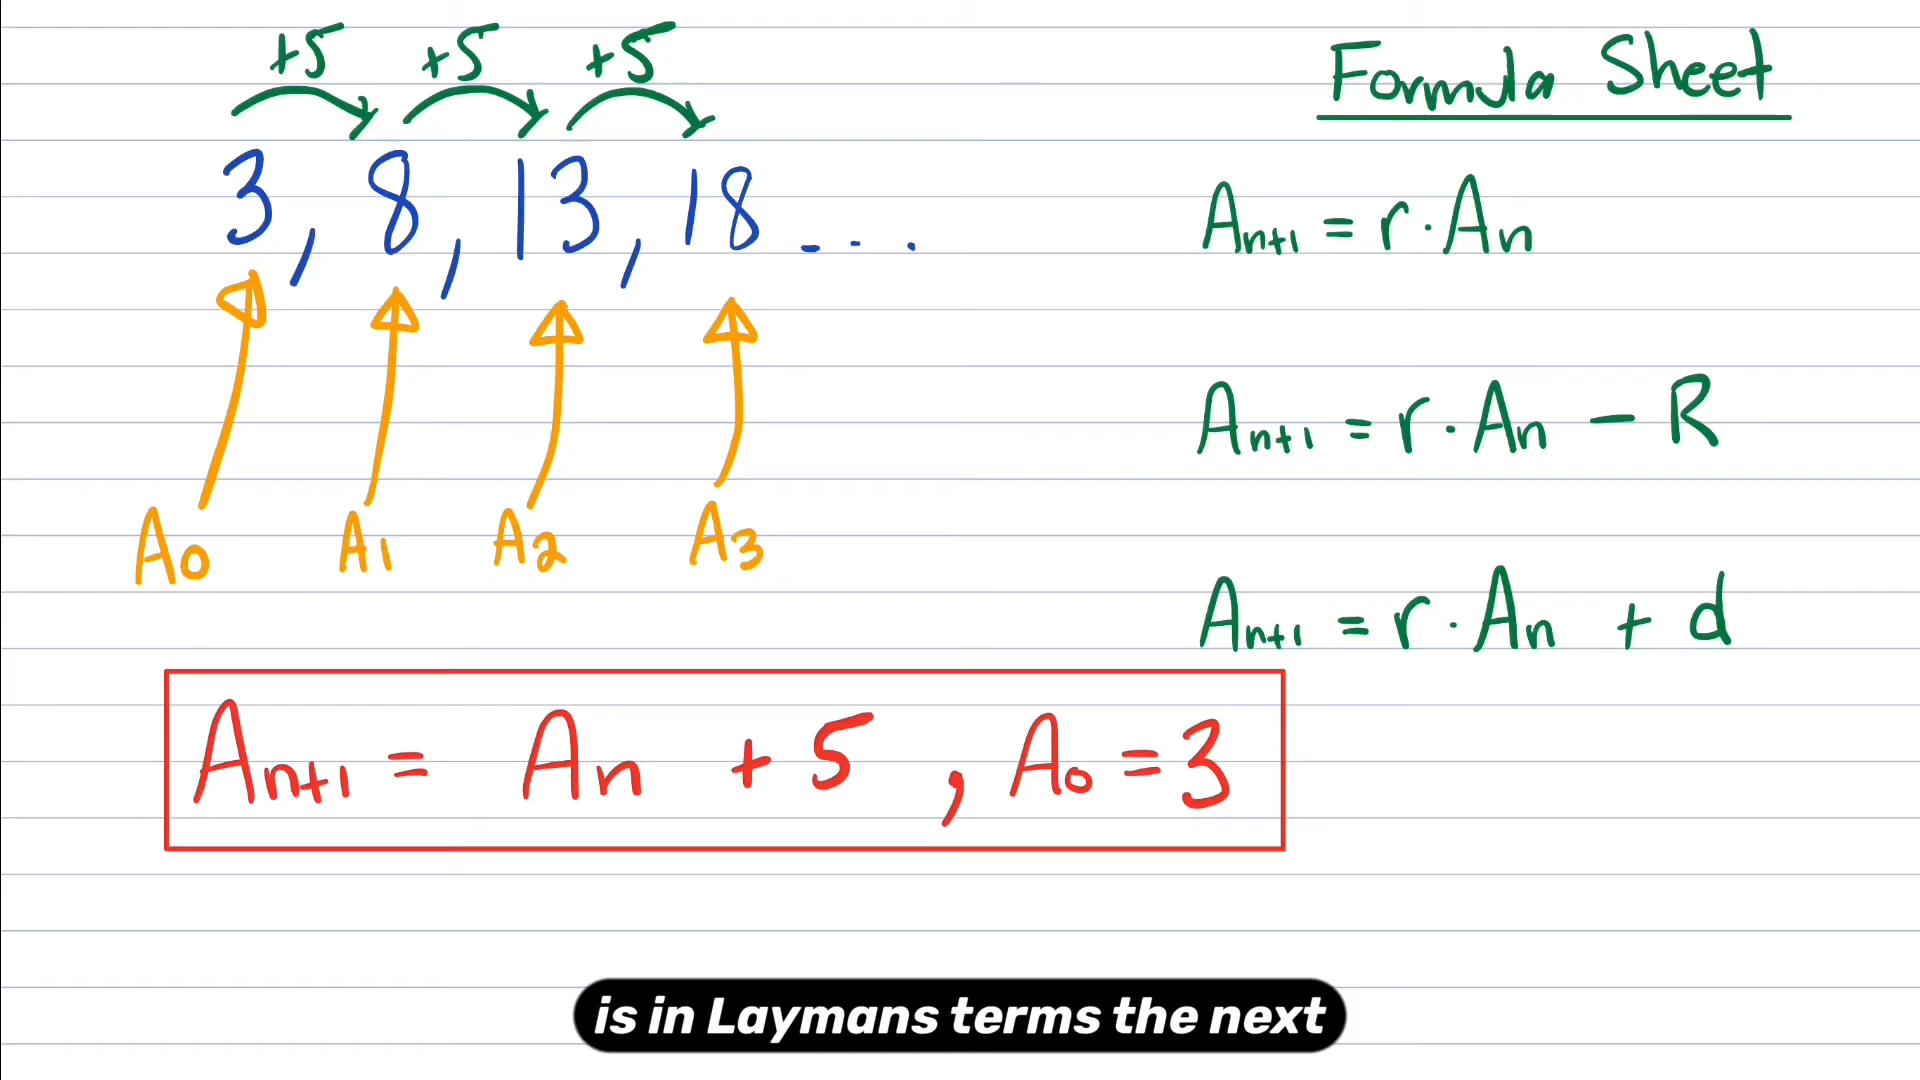 +5 +5 +5
3, 8, 13, 18 ...
A₀ A₁ A₂ A₃
Aₙ₊₁ = Aₙ + 5, A₀ = 3
Formula Sheet
Aₙ₊₁ = r · Aₙ
Aₙ₊₁ = r · Aₙ − R
Aₙ₊₁ = r · Aₙ + d
is in Laymans terms the next